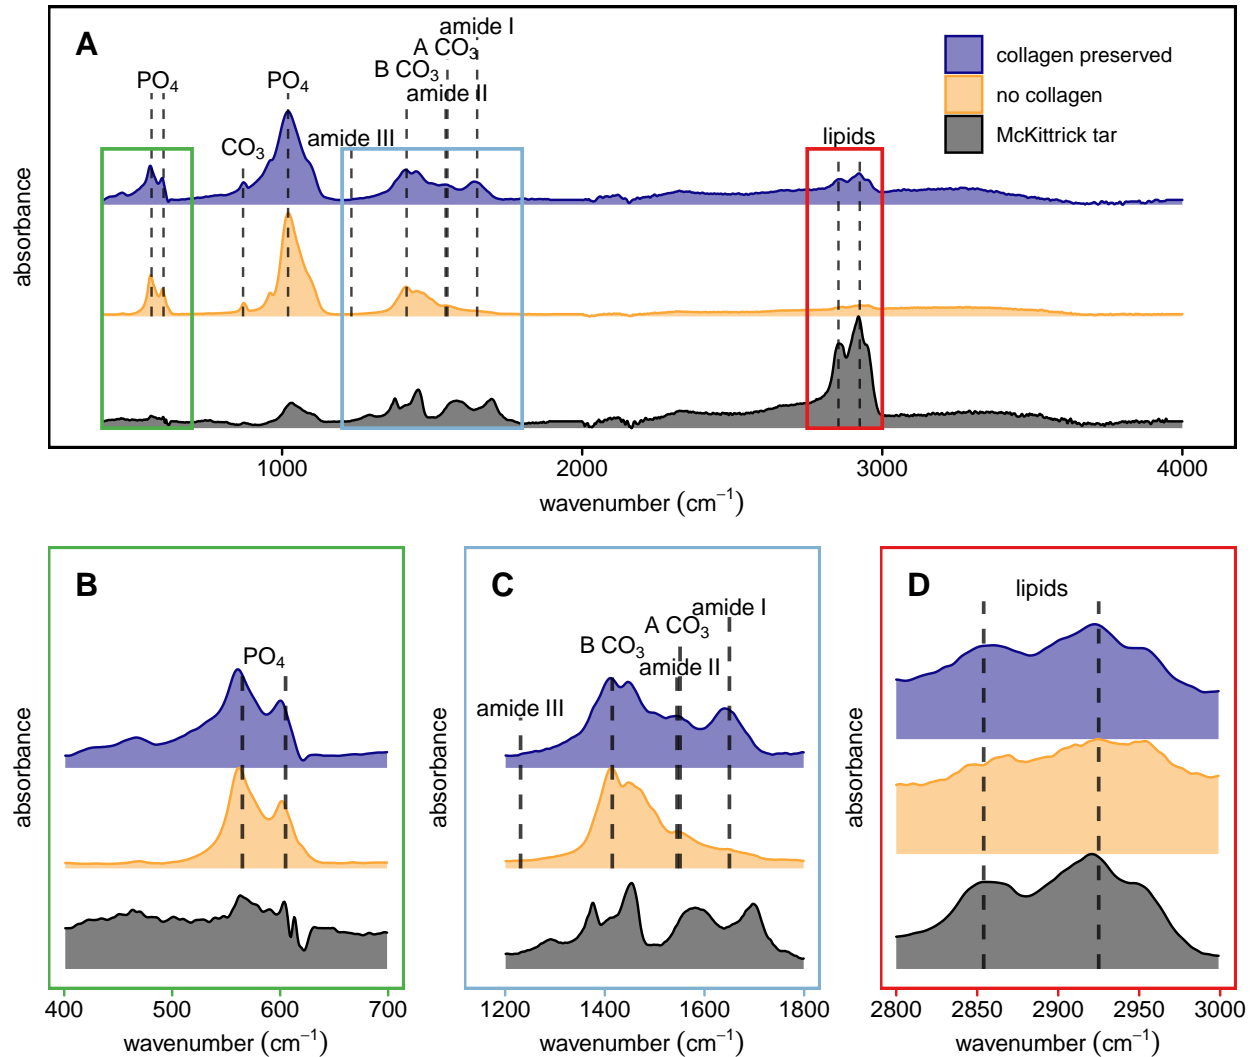 A
amide I
A CO₃
B CO₃
PO₄
PO₄
amide II
amide III
CO₃
lipids
collagen preserved
no collagen
McKittrick tar
absorbance
1000
2000
3000
4000
wavenumber (cm⁻¹)
B
PO₄
absorbance
400
500
600
700
wavenumber (cm⁻¹)
C
amide I
A CO₃
B CO₃
amide II
amide III
absorbance
1200
1400
1600
1800
wavenumber (cm⁻¹)
D
lipids
absorbance
2800
2850
2900
2950
3000
wavenumber (cm⁻¹)